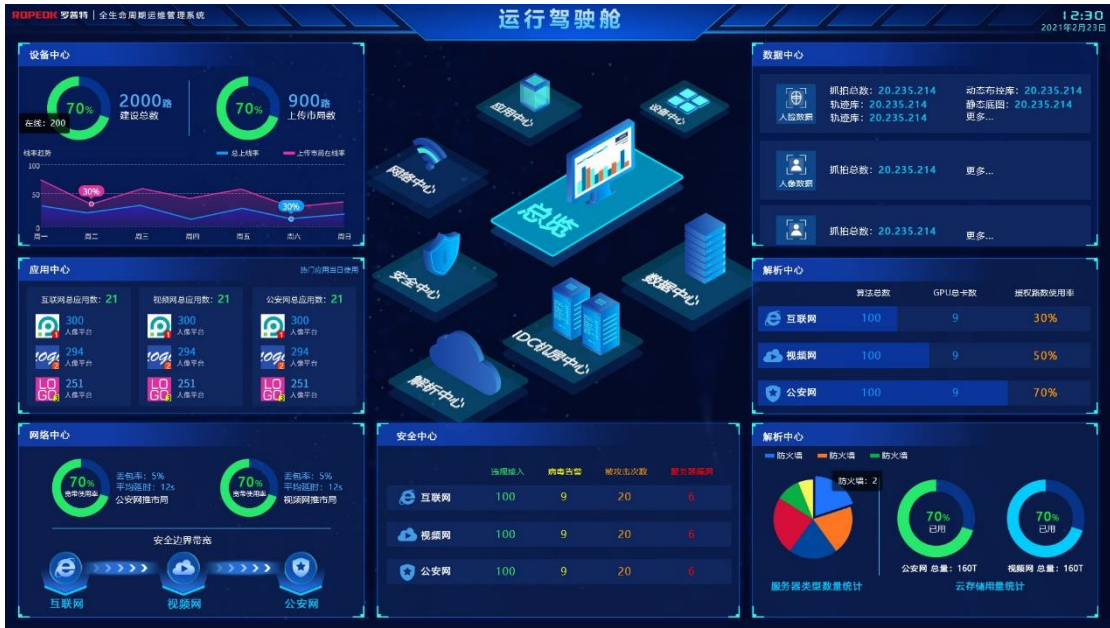 ROPEOK 罗普特 | 全生命周期运维管理系统
运行驾驶舱
12:30
2021年2月23日
设备中心
70%
2000路
建设总数
在线: 200
70%
900路
上传市局数
线率趋势
总上线率
上传市局在线率
100
50
0
30%
30%
周一 周二 周三 周四 周五 周六 周日
应用中心
热门应用当日使用
互联网总应用数: 21
300
人像平台
1
294
人像平台
2
LOGO
251
人像平台
3
视频网总应用数: 21
300
人像平台
1
294
人像平台
2
LOGO
251
人像平台
3
公安网总应用数: 21
300
人像平台
1
294
人像平台
2
LOGO
251
人像平台
3
网络中心
70%
宽带使用率
丢包率: 5%
平均延时: 12s
公安网推市局
70%
宽带使用率
丢包率: 5%
平均延时: 12s
视频网推市局
安全边界带宽
互联网
视频网
公安网
应用中心
设备中心
网络中心
总览
安全中心
数据中心
IDC机房中心
解析中心
安全中心
违规接入 病毒告警 被攻击次数
互联网 100 9 20 6
视频网 100 9 20 6
公安网 100 9 20 6
数据中心
人脸数据
抓拍总数: 20.235.214
轨迹库: 20.235.214
轨迹库: 20.235.214
动态布控库: 20.235.214
静态底图: 20.235.214
更多...
人像数据
抓拍总数: 20.235.214
更多...
抓拍总数: 20.235.214
更多...
解析中心
算法总数 GPU总卡数 授权路数使用率
互联网 100 9 30%
视频网 100 9 50%
公安网 100 9 70%
解析中心
防火墙 防火墙 防火墙
防火墙: 2
服务器类型数量统计
70%
已用
公安网 总量: 160T
70%
已用
视频网 总量: 160T
云存储用量统计